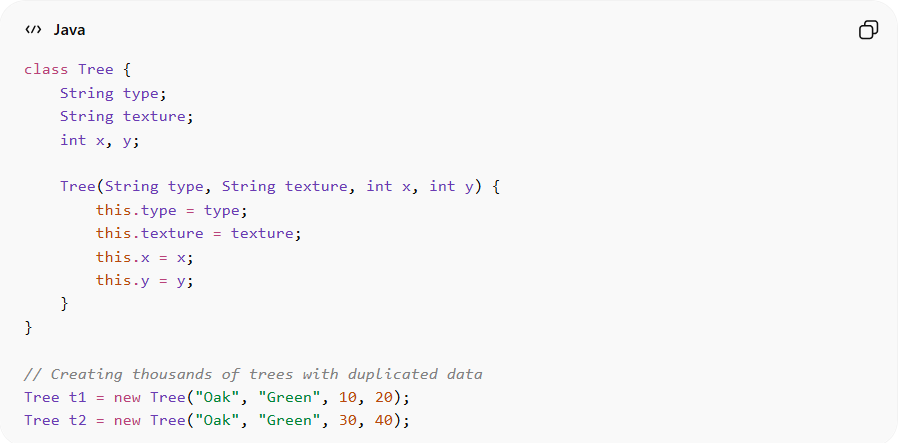 </> Java
class Tree {
    String type;
    String texture;
    int x, y;

    Tree(String type, String texture, int x, int y) {
        this.type = type;
        this.texture = texture;
        this.x = x;
        this.y = y;
    }
}

// Creating thousands of trees with duplicated data
Tree t1 = new Tree("Oak", "Green", 10, 20);
Tree t2 = new Tree("Oak", "Green", 30, 40);